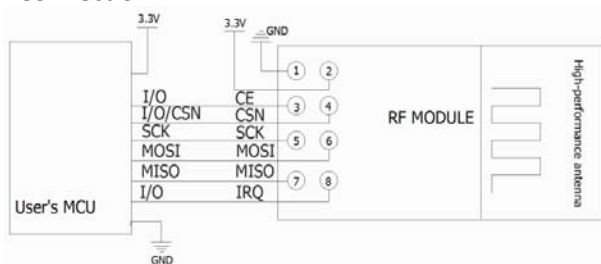 3.3V
3.3V
GND
1 2
I/O CE
3 4
I/O/CSN CSN
SCK SCK
5 6
MOSI MOSI
MISO MISO
7 8
I/O IRQ
User's MCU
GND
RF MODULE
High-performance antenna